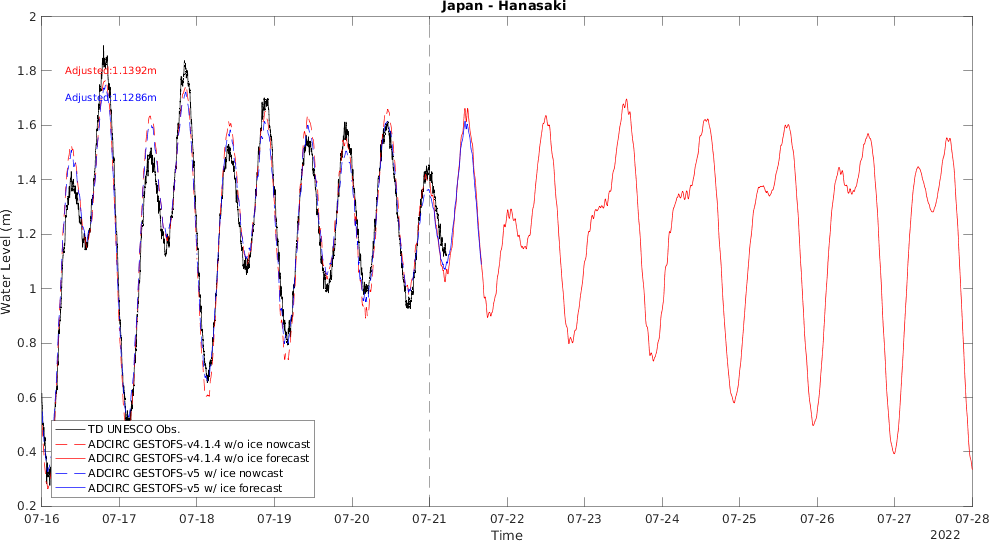 Japan - Hanasaki
Water Level (m)
2
1.8
1.6
1.4
1.2
1
0.8
0.6
0.4
0.2
Adjusted:1.1392m
Adjusted:1.1286m
TD UNESCO Obs.
ADCIRC GESTOFS-v4.1.4 w/o ice nowcast
ADCIRC GESTOFS-v4.1.4 w/o ice forecast
ADCIRC GESTOFS-v5 w/ ice nowcast
ADCIRC GESTOFS-v5 w/ ice forecast
07-16 07-17 07-18 07-19 07-20 07-21 07-22 07-23 07-24 07-25 07-26 07-27 07-28
Time
2022